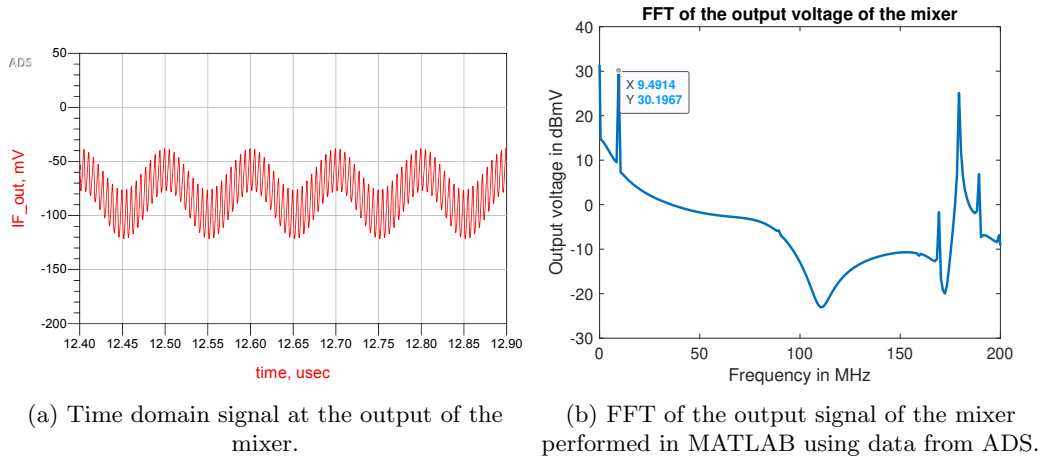 ADS
50
0
-50
-100
-150
-200
IF_out, mV
12.40 12.45 12.50 12.55 12.60 12.65 12.70 12.75 12.80 12.85 12.90
time, usec
(a) Time domain signal at the output of the
mixer.
FFT of the output voltage of the mixer
40
30
20
10
0
-10
-20
-30
Output voltage in dBmV
X 9.4914
Y 30.1967
0 50 100 150 200
Frequency in MHz
(b) FFT of the output signal of the mixer
performed in MATLAB using data from ADS.